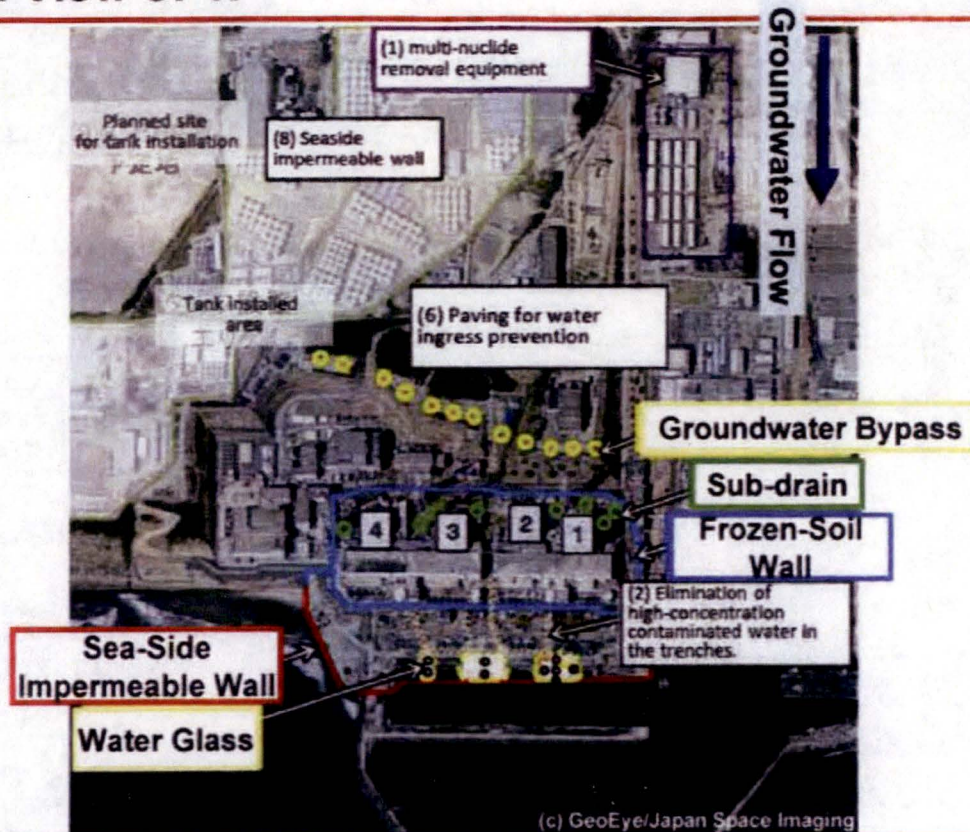 (1) multi-nuclide
removal equipment
Groundwater Flow
Planned site
for tank installation
(8) Seaside
impermeable wall
Tank installed
area
(6) Paving for water
ingress prevention
Groundwater Bypass
Sub-drain
4
3
2
1
Frozen-Soil
Wall
(2) Elimination of
high-concentration
contaminated water in
the trenches.
Sea-Side
Impermeable Wall
Water Glass
(c) GeoEye/Japan Space Imaging